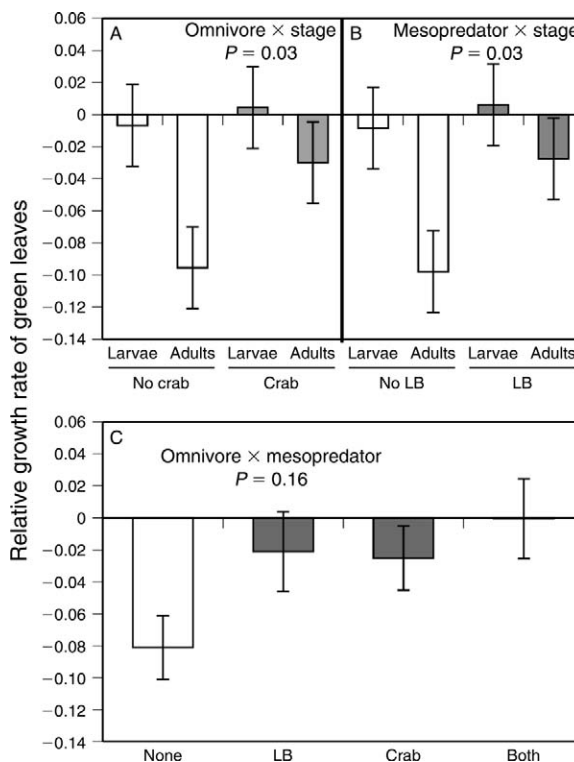 Relative growth rate of green leaves
A
Omnivore × stage
P = 0.03
B
Mesopredator × stage
P = 0.03
0.06
0.04
0.02
0
−0.02
−0.04
−0.06
−0.08
−0.10
−0.12
−0.14
Larvae Adults Larvae Adults Larvae Adults Larvae Adults
No crab Crab No LB LB
C
Omnivore × mesopredator
P = 0.16
0.06
0.04
0.02
0
−0.02
−0.04
−0.06
−0.08
−0.10
−0.12
−0.14
None LB Crab Both